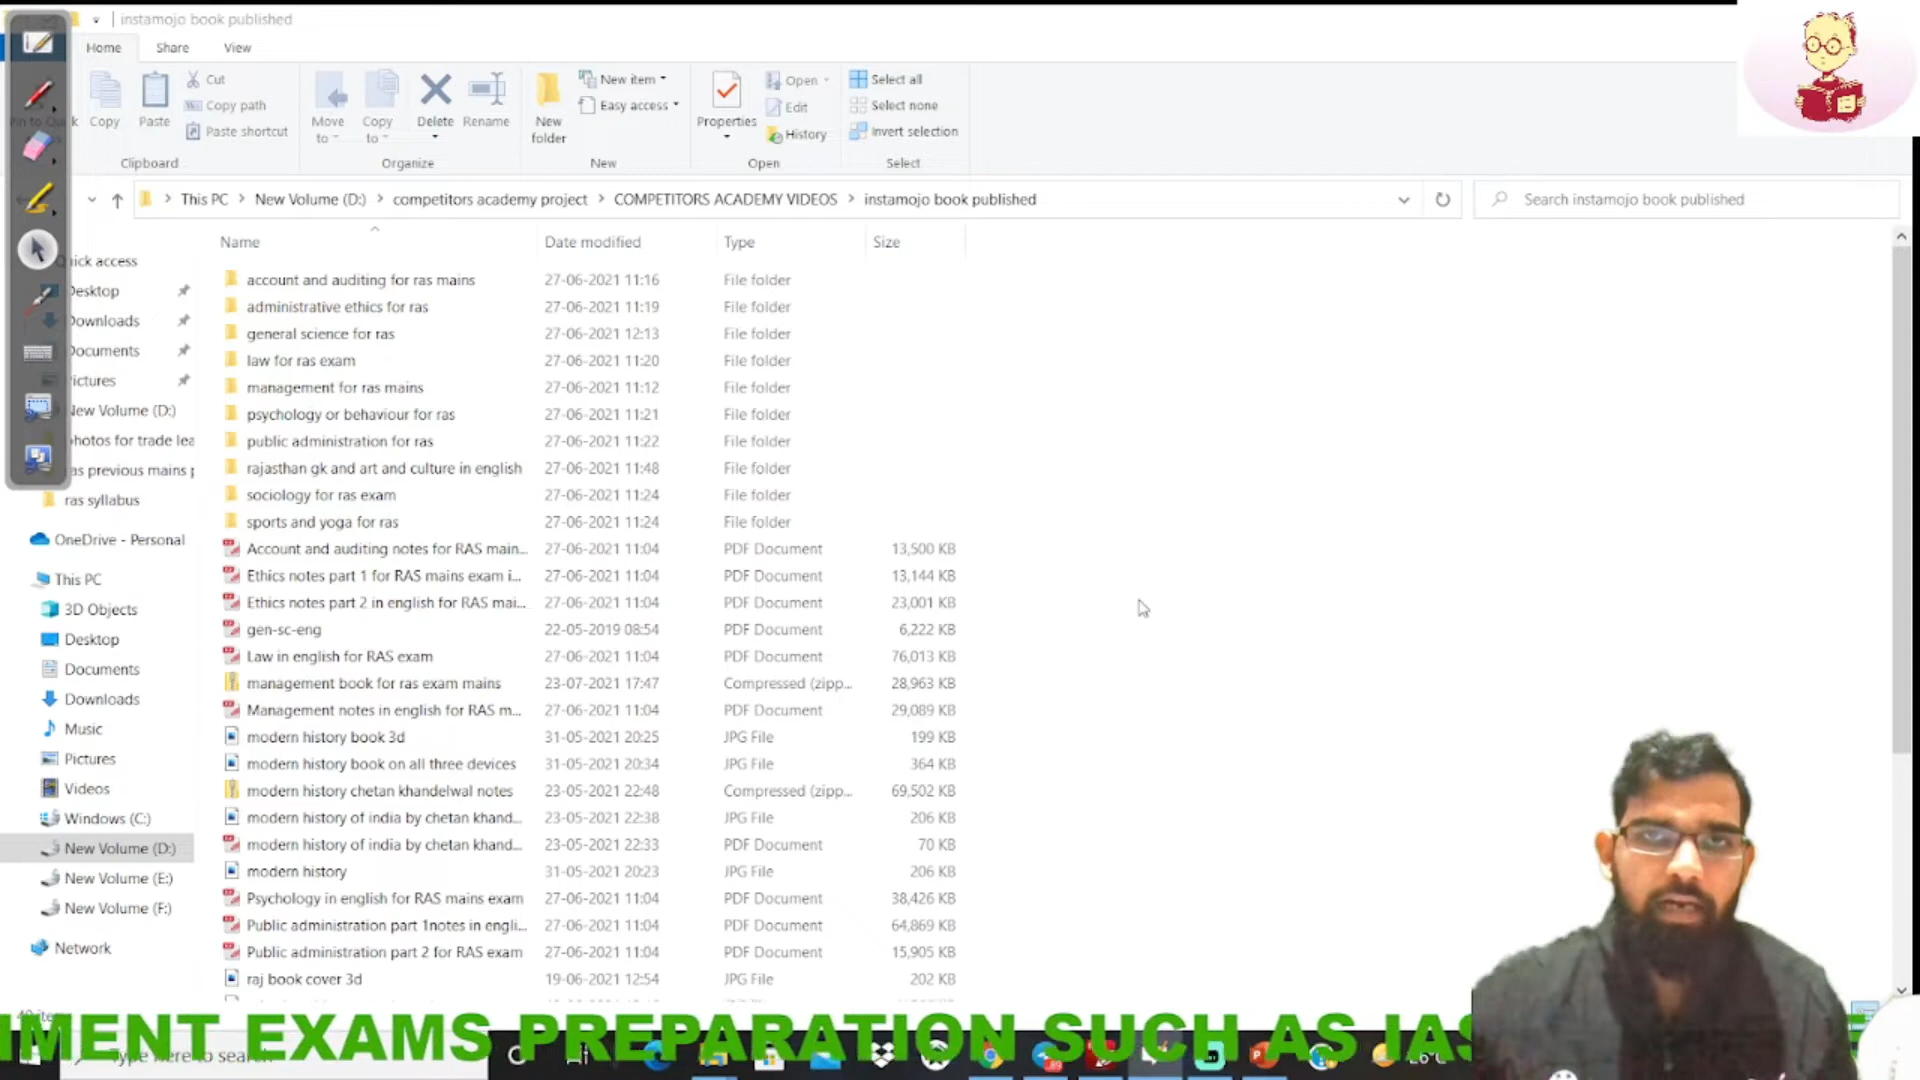 instamojo book published
Home Share View
Copy
Paste
Cut
Copy path
Paste shortcut
Clipboard
Move to
Copy to
Delete
Rename
Organize
New folder
New item
Easy access
New
Properties
Open
Edit
History
Open
Select all
Select none
Invert selection
Select
This PC > New Volume (D:) > competitors academy project > COMPETITORS ACADEMY VIDEOS > instamojo book published
Search instamojo book published
Name Date modified Type Size
account and auditing for ras mains 27-06-2021 11:16 File folder
administrative ethics for ras 27-06-2021 11:19 File folder
general science for ras 27-06-2021 12:13 File folder
law for ras exam 27-06-2021 11:20 File folder
management for ras mains 27-06-2021 11:12 File folder
psychology or behaviour for ras 27-06-2021 11:21 File folder
public administration for ras 27-06-2021 11:22 File folder
rajasthan gk and art and culture in english 27-06-2021 11:48 File folder
sociology for ras exam 27-06-2021 11:24 File folder
sports and yoga for ras 27-06-2021 11:24 File folder
Account and auditing notes for RAS main... 27-06-2021 11:04 PDF Document 13,500 KB
Ethics notes part 1 for RAS mains exam i... 27-06-2021 11:04 PDF Document 13,144 KB
Ethics notes part 2 in english for RAS mai... 27-06-2021 11:04 PDF Document 23,001 KB
gen-sc-eng 22-05-2019 08:54 PDF Document 6,222 KB
Law in english for RAS exam 27-06-2021 11:04 PDF Document 76,013 KB
management book for ras exam mains 23-07-2021 17:47 Compressed (zipp... 28,963 KB
Management notes in english for RAS m... 27-06-2021 11:04 PDF Document 29,089 KB
modern history book 3d 31-05-2021 20:25 JPG File 199 KB
modern history book on all three devices 31-05-2021 20:34 JPG File 364 KB
modern history chetan khandelwal notes 23-05-2021 22:48 Compressed (zipp... 69,502 KB
modern history of india by chetan khand... 23-05-2021 22:38 JPG File 206 KB
modern history of india by chetan khand... 23-05-2021 22:33 PDF Document 70 KB
modern history 31-05-2021 20:23 JPG File 206 KB
Psychology in english for RAS mains exam 27-06-2021 11:04 PDF Document 38,426 KB
Public administration part 1notes in engli... 27-06-2021 11:04 PDF Document 64,869 KB
Public administration part 2 for RAS exam 27-06-2021 11:04 PDF Document 15,905 KB
raj book cover 3d 19-06-2021 12:54 JPG File 202 KB
ick access
Desktop
Downloads
Documents
ictures
New Volume (D:)
photos for trade lea
as previous mains p
ras syllabus
OneDrive - Personal
This PC
3D Objects
Desktop
Documents
Downloads
Music
Pictures
Videos
Windows (C:)
New Volume (D:)
New Volume (E:)
New Volume (F:)
Network
NMENT EXAMS PREPARATION SUCH AS IAS
Type here to search